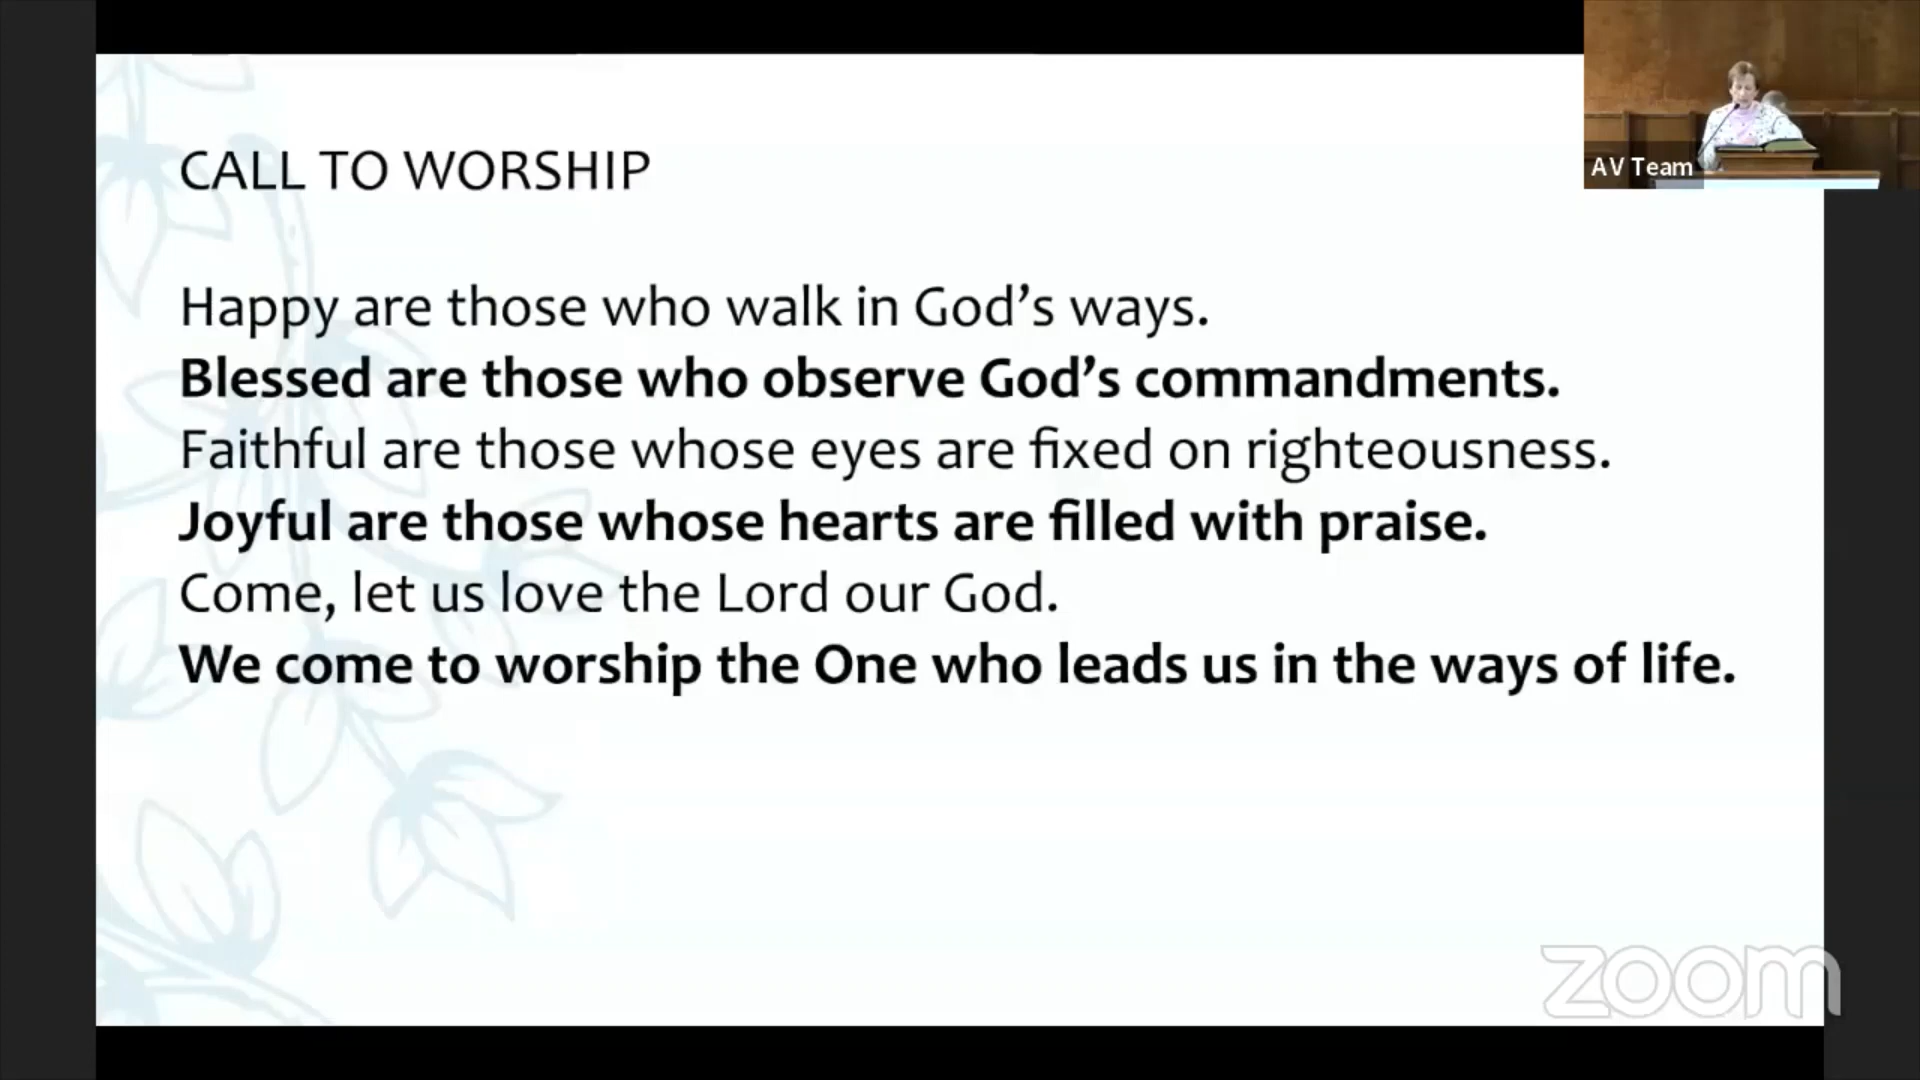 CALL TO WORSHIP
Happy are those who walk in God’s ways.
Blessed are those who observe God’s commandments.
Faithful are those whose eyes are fixed on righteousness.
Joyful are those whose hearts are filled with praise.
Come, let us love the Lord our God.
We come to worship the One who leads us in the ways of life.
AV Team
zoom